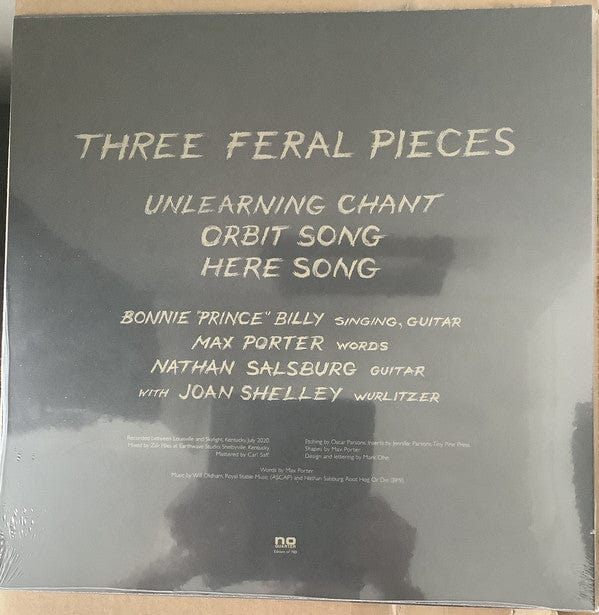 THREE FERAL PIECES
UNLEARNING CHANT
ORBIT SONG
HERE SONG
BONNIE "PRINCE" BILLY SINGING, GUITAR
MAX PORTER WORDS
NATHAN SALSBURG GUITAR
WITH JOAN SHELLEY WURLITZER
Recorded between Louisville and Skylight, Kentucky, July 2020
Mixed by Zak Riles at Earthwave Studio, Shelbyville, Kentucky
Mastered by Carl Saff
Etching by Oscar Parsons, Inserts by Jennifer Parsons, Tiny Pine Press
Shapes by Max Porter
Design and lettering by Mark Ohe
Words by Max Porter
Music by Will Oldham, Royal Stable Music (ASCAP) and Nathan Salsburg, Root Hog Or Die (BMI)
no
QUARTER
Edition of